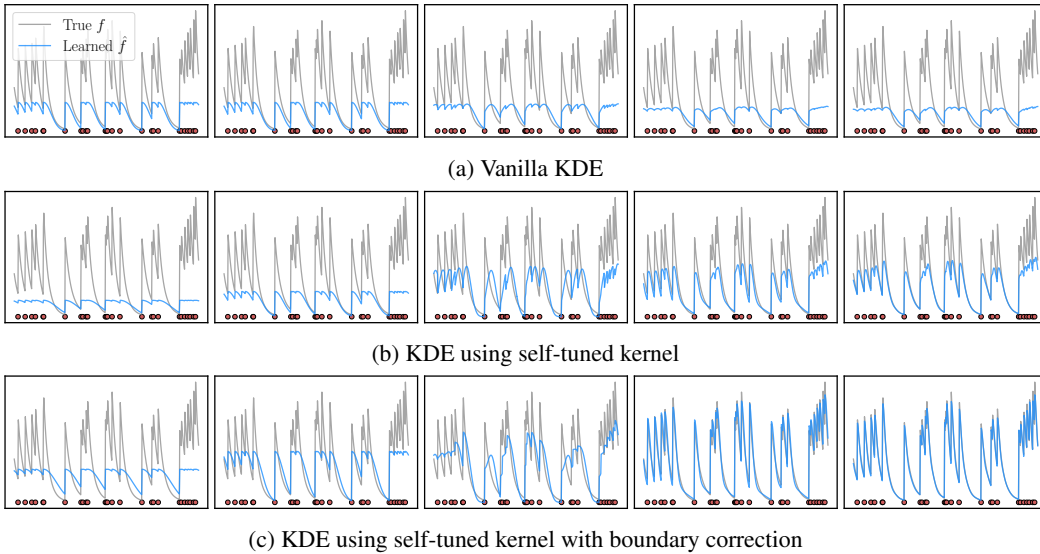 True f
Learned f̂
(a) Vanilla KDE
(b) KDE using self-tuned kernel
(c) KDE using self-tuned kernel with boundary correction